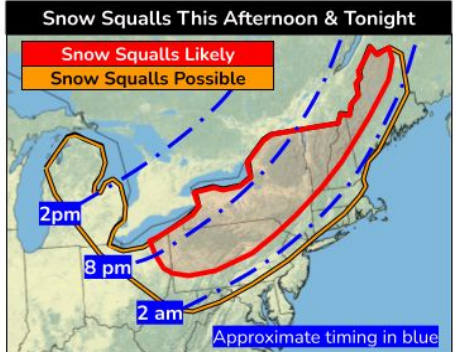 Snow Squalls This Afternoon & Tonight
Snow Squalls Likely
Snow Squalls Possible
2pm
8 pm
2 am
Approximate timing in blue